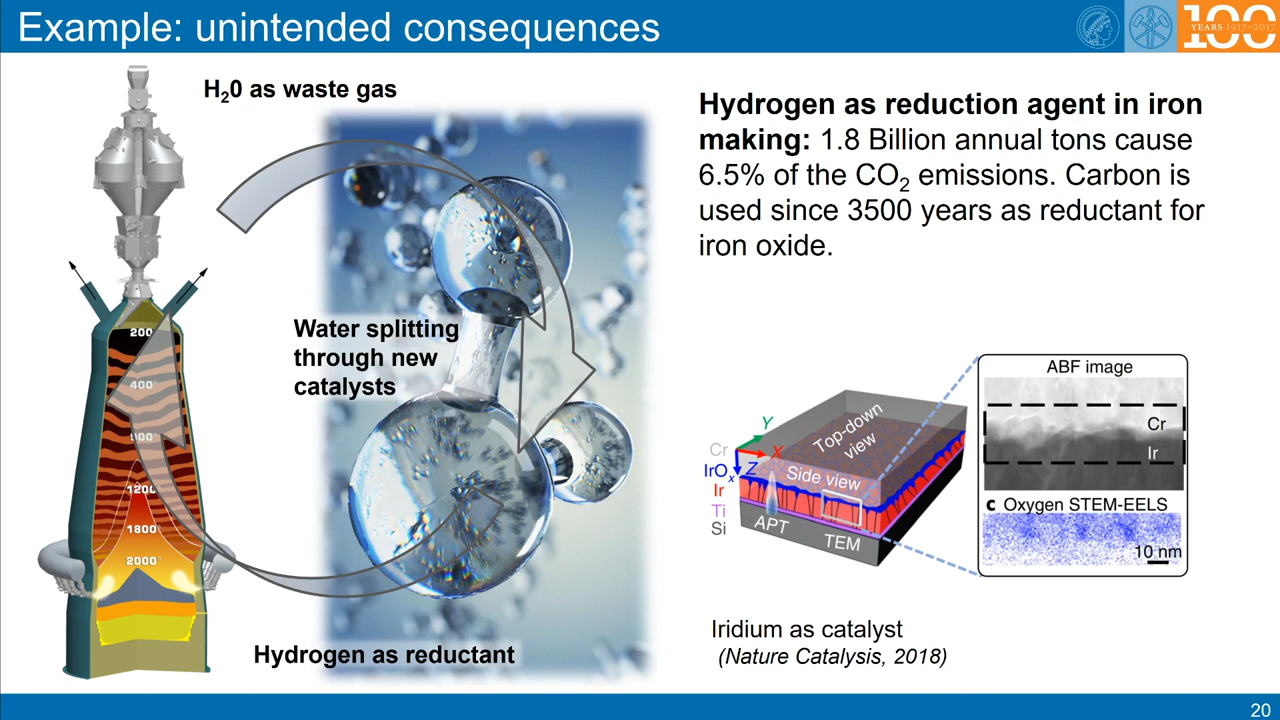 Example: unintended consequences
100
YEARS 1917–2017
H20 as waste gas
Hydrogen as reduction agent in iron
making: 1.8 Billion annual tons cause
6.5% of the CO2 emissions. Carbon is
used since 3500 years as reductant for
iron oxide.
200
400°
1200
1800°
2000°
Water splitting
through new
catalysts
Hydrogen as reductant
Top-down
view
Side view
Y
X
Z
Cr
IrOx
Ir
Ti
Si
APT
TEM
ABF image
Cr
Ir
c Oxygen STEM-EELS
10 nm
Iridium as catalyst
(Nature Catalysis, 2018)
20